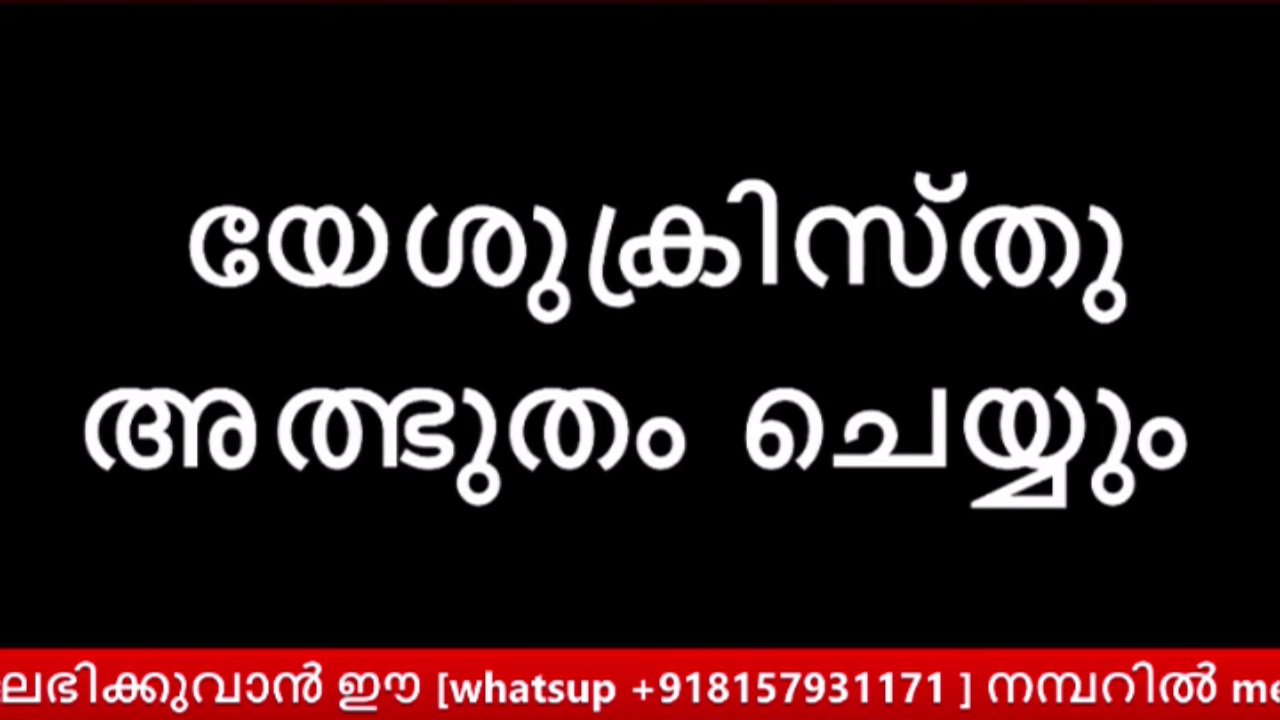 യേശുക്രിസ്തു
അത്ഭുതം ചെയ്യും
ലഭിക്കുവാൻ ഈ [whatsup +918157931171 ] നമ്പറിൽ me